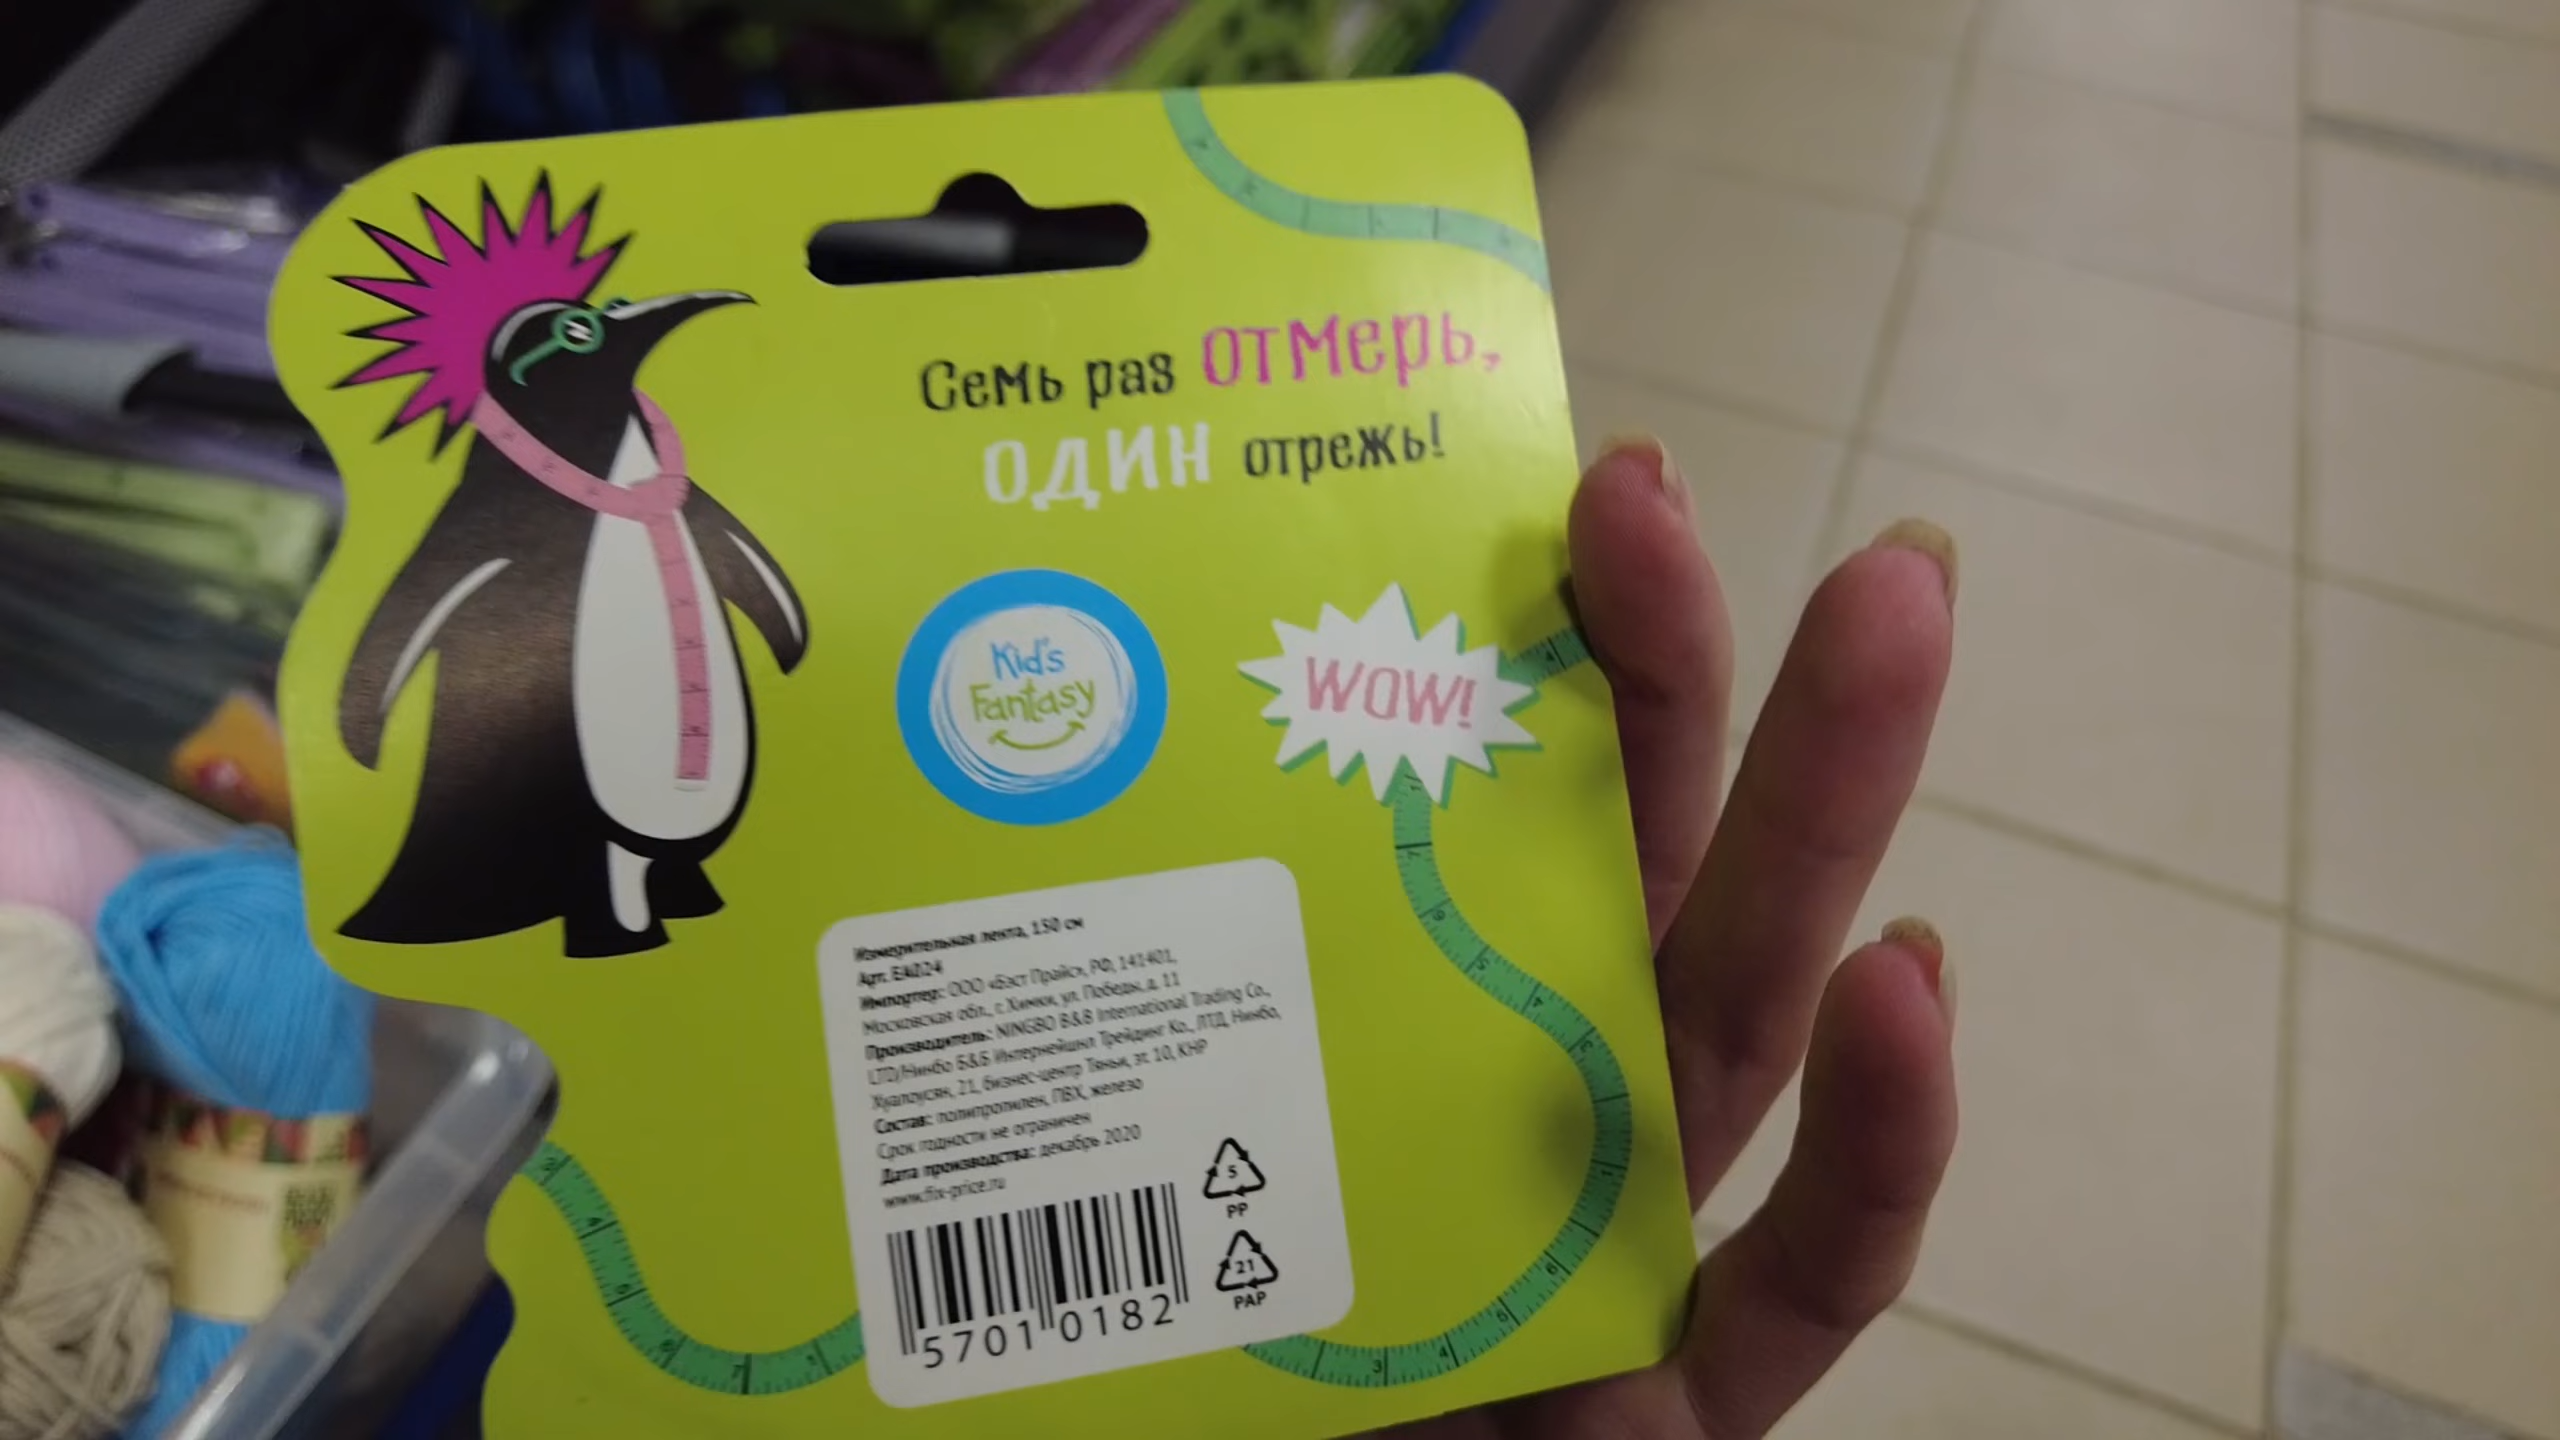 Семь раз отмерь,
один отрежь!
Kid's
Fantasy
WOW!
Измерительная лента, 150 см
Арт. EA024
Импортер: ООО «Бэст Прайс», РФ, 141401,
Московская обл., г. Химки, ул. Победы, д. 11
Производитель: NINGBO B&B International Trading Co.,
LTD/Нинбо Б&Б Интернейшнл Трейдинг Ко., ЛТД, Нинбо,
21, бизнес-центр Тяньи, эт. 10, КНР
Состав: полипропилен, ПВХ, железо
Срок годности не ограничен
Дата производства: декабрь 2020
www.fix-price.ru
5701 0182
5
PP
21
PAP